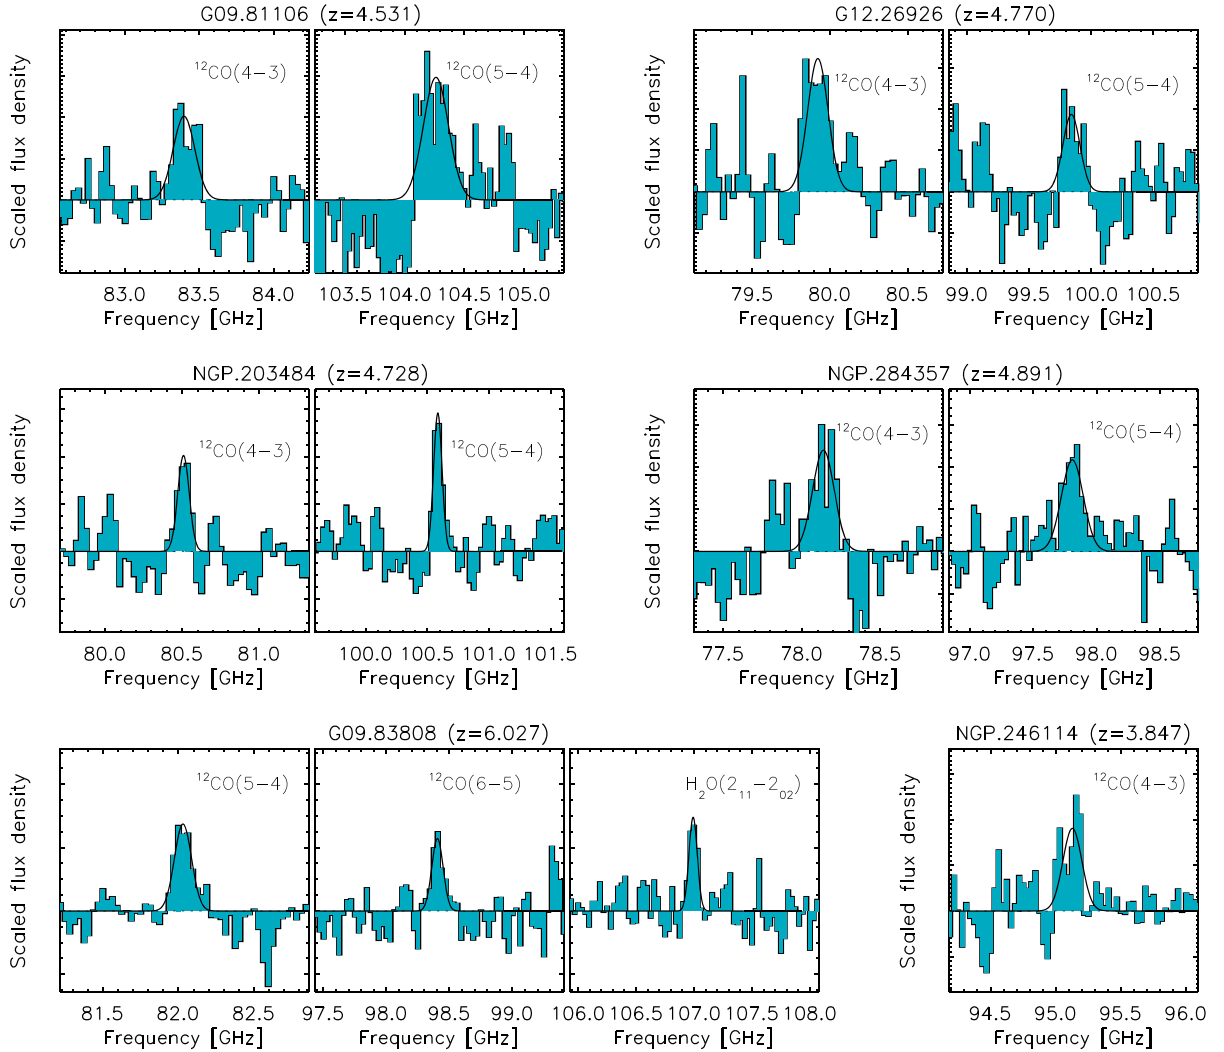 G09.81106 (z=4.531)
G12.26926 (z=4.770)
Scaled flux density
¹²CO(4−3)
¹²CO(5−4)
Scaled flux density
¹²CO(4−3)
¹²CO(5−4)
83.0 83.5 84.0
103.5 104.0 104.5 105.0
79.5 80.0 80.5
99.0 99.5 100.0 100.5
Frequency [GHz]
Frequency [GHz]
Frequency [GHz]
Frequency [GHz]
NGP.203484 (z=4.728)
NGP.284357 (z=4.891)
Scaled flux density
¹²CO(4−3)
¹²CO(5−4)
Scaled flux density
¹²CO(4−3)
¹²CO(5−4)
80.0 80.5 81.0
100.0 100.5 101.0 101.5
77.5 78.0 78.5
97.0 97.5 98.0 98.5
Frequency [GHz]
Frequency [GHz]
Frequency [GHz]
Frequency [GHz]
G09.83808 (z=6.027)
NGP.246114 (z=3.847)
Scaled flux density
¹²CO(5−4)
¹²CO(6−5)
H₂O(2₁₁−2₀₂)
Scaled flux density
¹²CO(4−3)
81.5 82.0 82.5
97.5 98.0 98.5 99.0
106.0 106.5 107.0 107.5 108.0
94.5 95.0 95.5 96.0
Frequency [GHz]
Frequency [GHz]
Frequency [GHz]
Frequency [GHz]